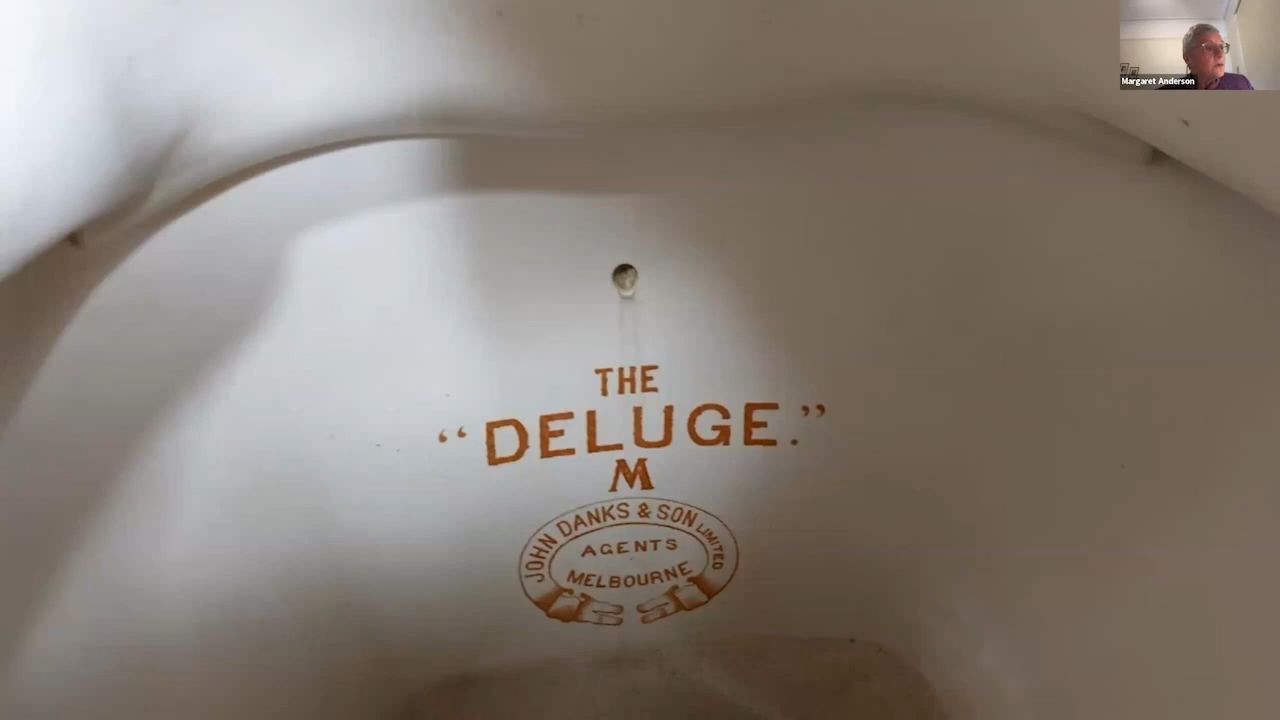 Margaret Anderson
THE
“DELUGE.”
M
JOHN DANKS & SON LIMITED
AGENTS
MELBOURNE